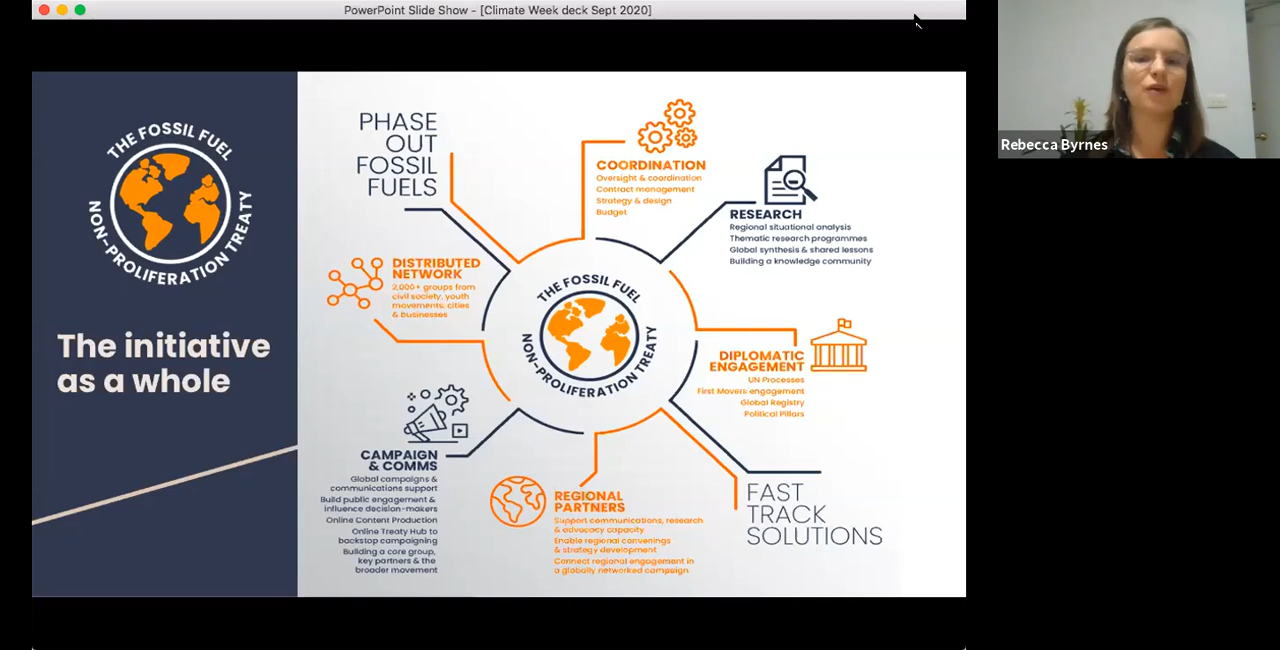 PowerPoint Slide Show - [Climate Week deck Sept 2020]
Rebecca Byrnes
THE FOSSIL FUEL
NON-PROLIFERATION TREATY
The initiative
as a whole
PHASE
OUT
FOSSIL
FUELS
COORDINATION
Oversight & coordination
Contract management
Strategy & design
Budget
RESEARCH
Regional situational analysis
Thematic research programmes
Global synthesis & shared lessons
Building a knowledge community
DISTRIBUTED
NETWORK
2,000+ groups from
civil society, youth
movements, cities
& businesses
THE FOSSIL FUEL
NON-PROLIFERATION TREATY
DIPLOMATIC
ENGAGEMENT
UN Processes
First Movers engagement
Global Registry
Political Pillars
CAMPAIGN
& COMMS
Global campaigns &
communications support
Build public engagement &
influence decision-makers
Online Content Production
Online Treaty Hub to
backstop campaigning
Building a core group,
key partners & the
broader movement
REGIONAL
PARTNERS
Support communications, research
& advocacy capacity
Enable regional convenings
& strategy development
Connect regional engagement in
a globally networked campaign
FAST
TRACK
SOLUTIONS